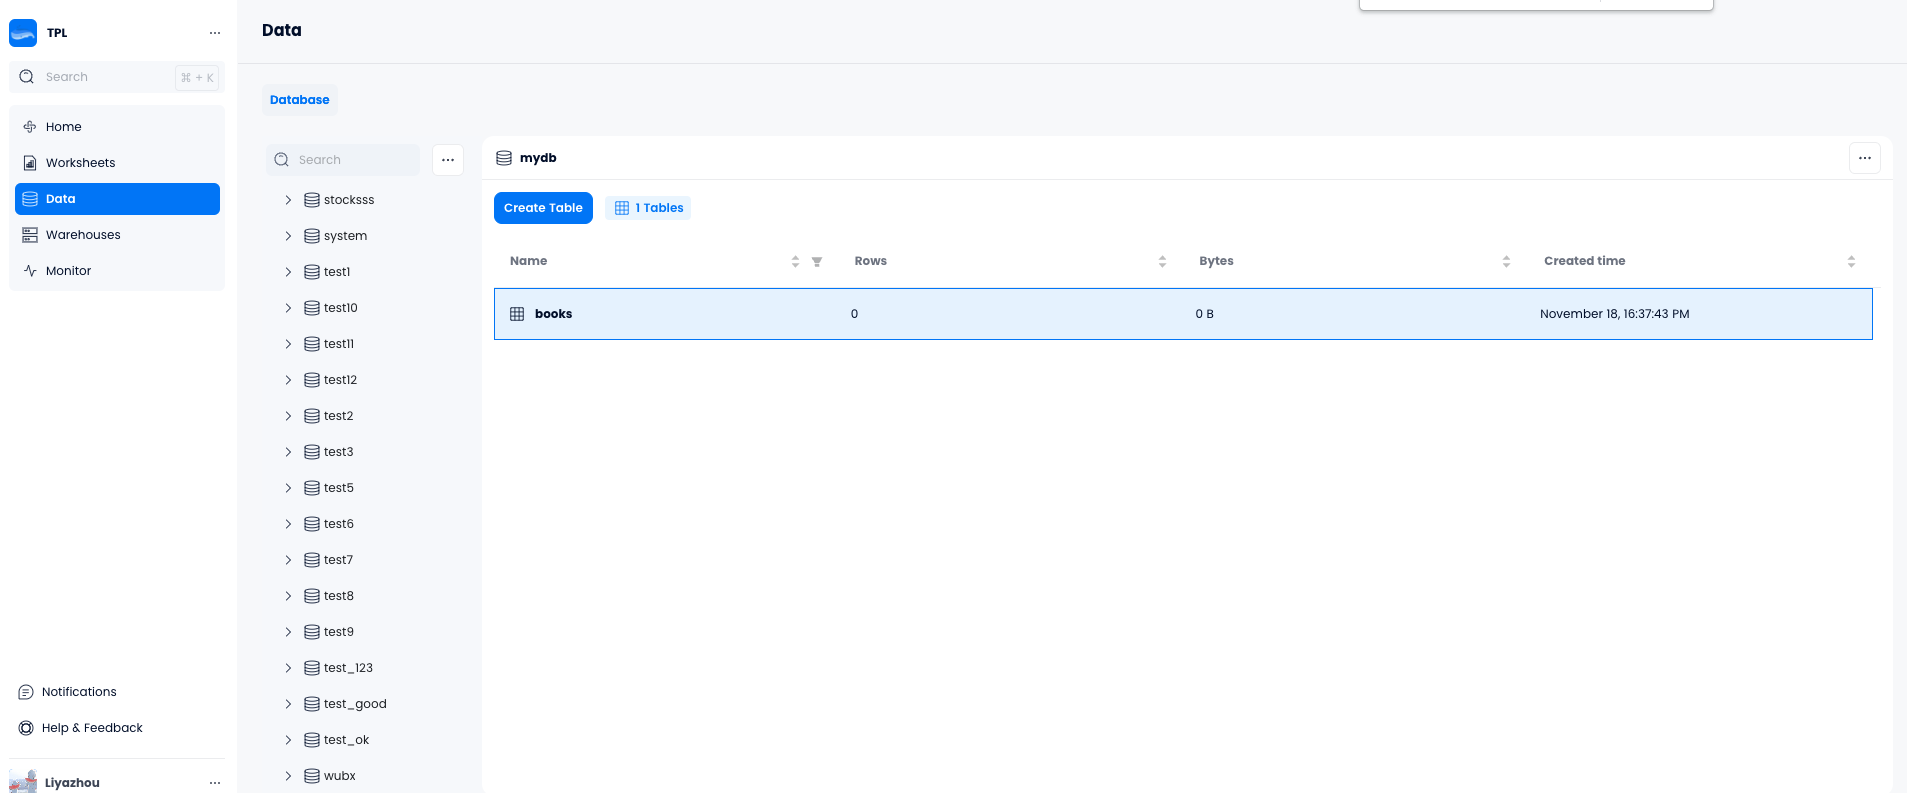 TPL
Search ⌘ + K
Home
Worksheets
Data
Warehouses
Monitor
Notifications
Help & Feedback
Liyazhou
Data
Database
Search
stocksss
system
test1
test10
test11
test12
test2
test3
test5
test6
test7
test8
test9
test_123
test_good
test_ok
wubx
mydb
Create Table 1 Tables
Name Rows Bytes Created time
books 0 0 B November 18, 16:37:43 PM